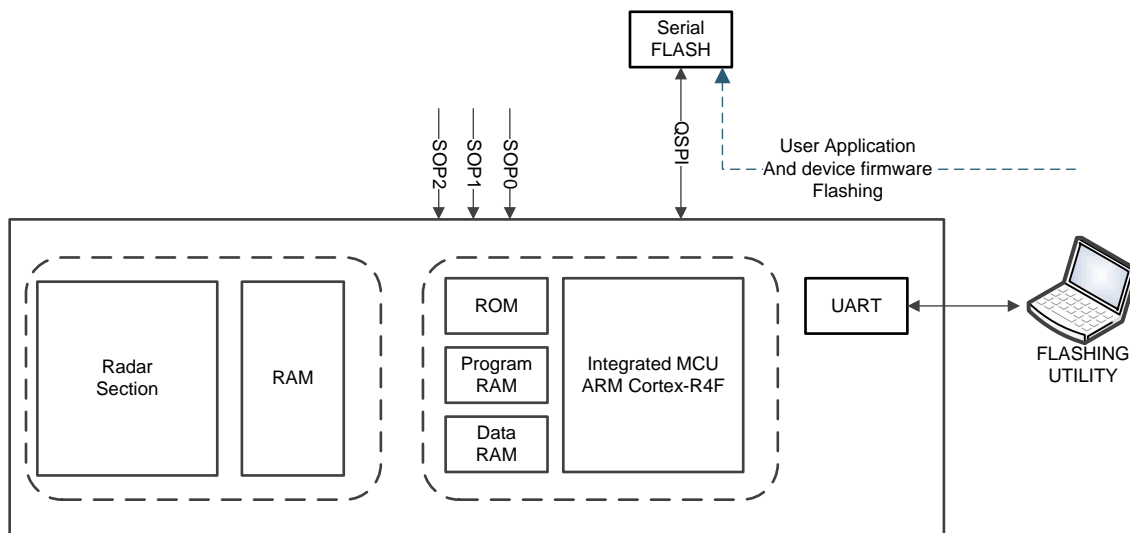 Serial
FLASH
SOP2
SOP1
SOP0
QSPI
User Application
And device firmware
Flashing
Radar
Section
RAM
ROM
Program
RAM
Data
RAM
Integrated MCU
ARM Cortex-R4F
UART
FLASHING
UTILITY